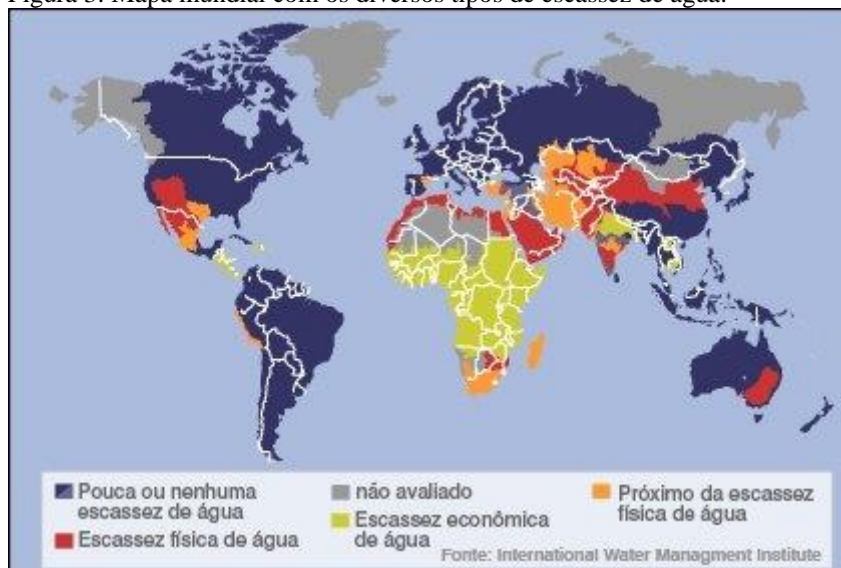 Figura 3: Mapa mundial com os diversos tipos de escassez de água.
Pouca ou nenhuma
escassez de água
Escassez física de água
não avaliado
Escassez econômica
de água
Próximo da escassez
física de água
Fonte: International Water Managment Institute